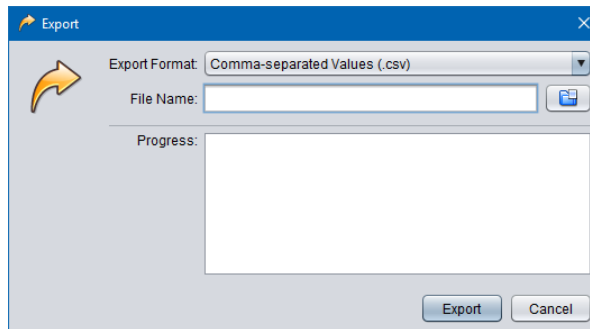 Export
Export Format: Comma-separated Values (.csv)
File Name:
Progress:
Export Cancel